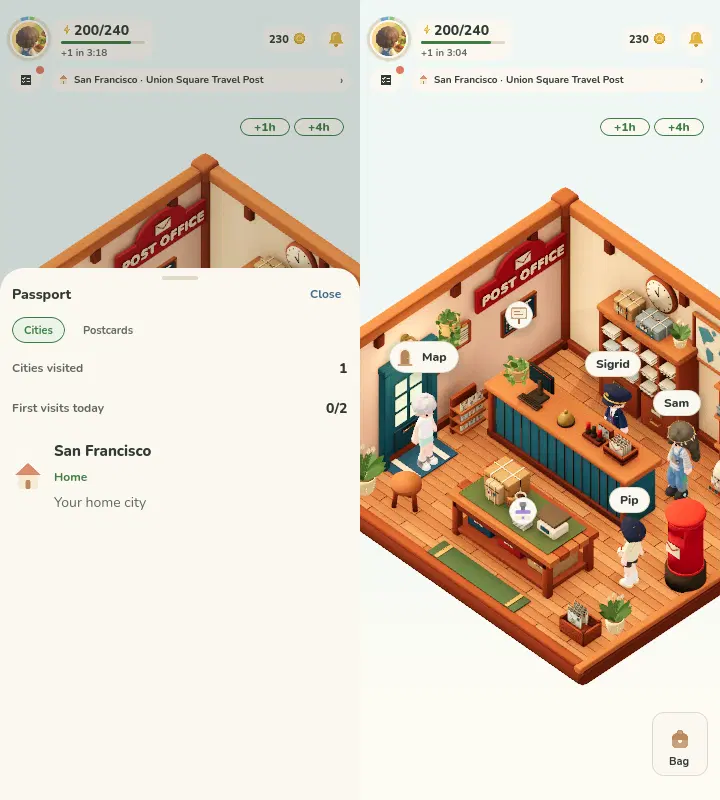 200/240
+1 in 3:18
230
San Francisco · Union Square Travel Post
+1h
+4h
POST OFFICE
Passport
Close
Cities
Postcards
Cities visited
1
First visits today
0/2
San Francisco
Home
Your home city
200/240
+1 in 3:04
230
San Francisco · Union Square Travel Post
+1h
+4h
POST OFFICE
Map
Sigrid
Sam
Pip
Bag